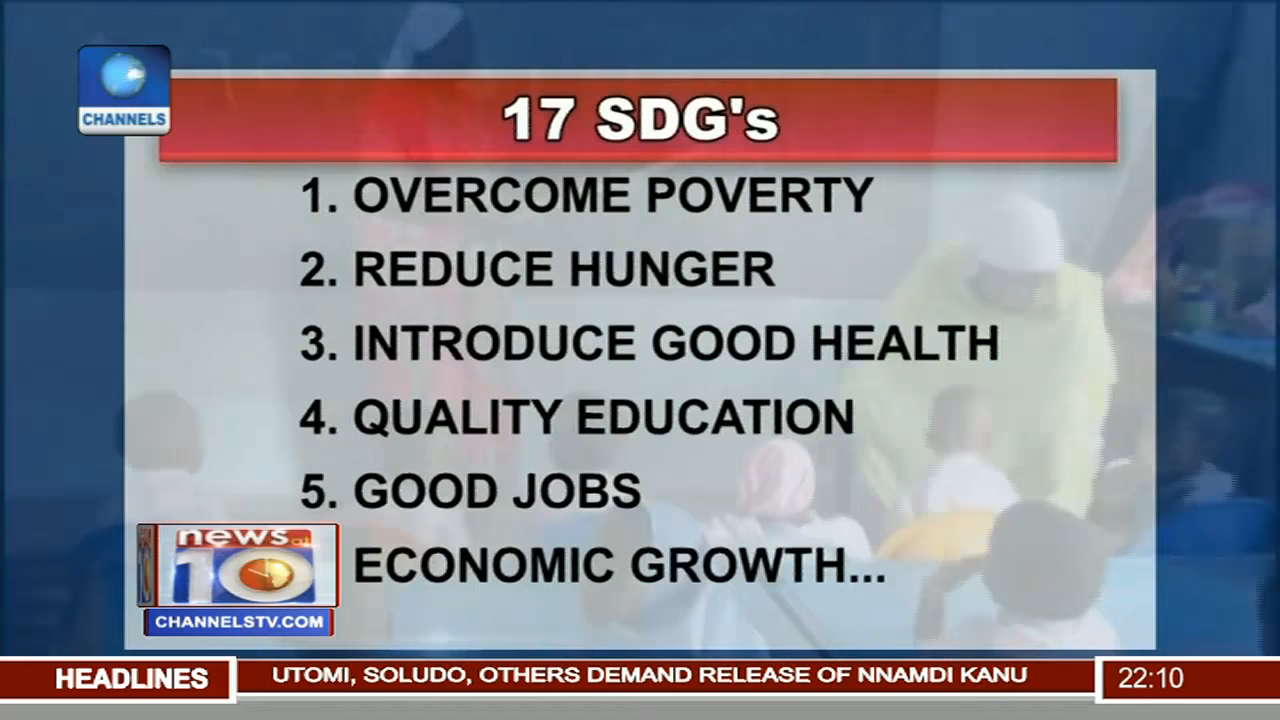 CHANNELS
17 SDG's
1. OVERCOME POVERTY
2. REDUCE HUNGER
3. INTRODUCE GOOD HEALTH
4. QUALITY EDUCATION
5. GOOD JOBS
ECONOMIC GROWTH...
news at
10
CHANNELSTV.COM
HEADLINES
UTOMI, SOLUDO, OTHERS DEMAND RELEASE OF NNAMDI KANU
22:10